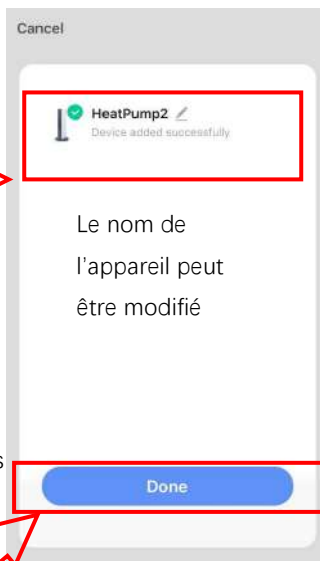 Cancel
HeatPump2
Device added successfully
Le nom de
l'appareil peut
être modifié
s
Done